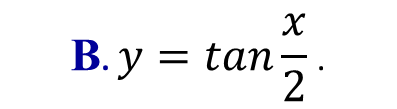 B. y = tan x/2 .